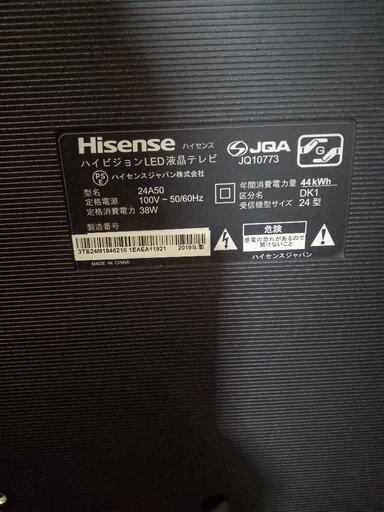 Hisense ハイセンス
ハイビジョンLED液晶テレビ
PS E ハイセンスジャパン株式会社
型名 24A50
定格電源 100V~50/60Hz
定格消費電力 38W
製造番号
3TE24M1846210 1EAEA11921 2019年製
MADE IN CHINA
JQA
JQ10773
S G
年間消費電力量 44kWh
区分名 DK1
受信機型サイズ 24型
危険
感電の恐れがあるので
開けないこと
ハイセンスジャパン